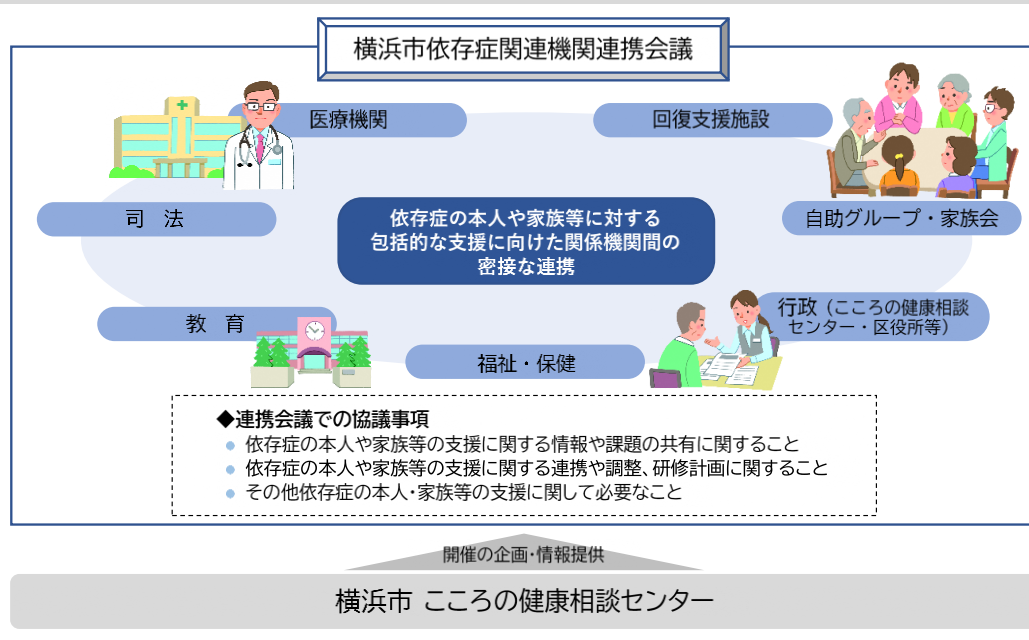 横浜市依存症関連機関連携会議
医療機関
回復支援施設
司　法
自助グループ・家族会
依存症の本人や家族等に対する
包括的な支援に向けた関係機関間の
密接な連携
教　育
行政（こころの健康相談
センター・区役所等）
福祉・保健
◆連携会議での協議事項
● 依存症の本人や家族等の支援に関する情報や課題の共有に関すること
● 依存症の本人や家族等の支援に関する連携や調整、研修計画に関すること
● その他依存症の本人・家族等の支援に関して必要なこと
開催の企画・情報提供
横浜市 こころの健康相談センター